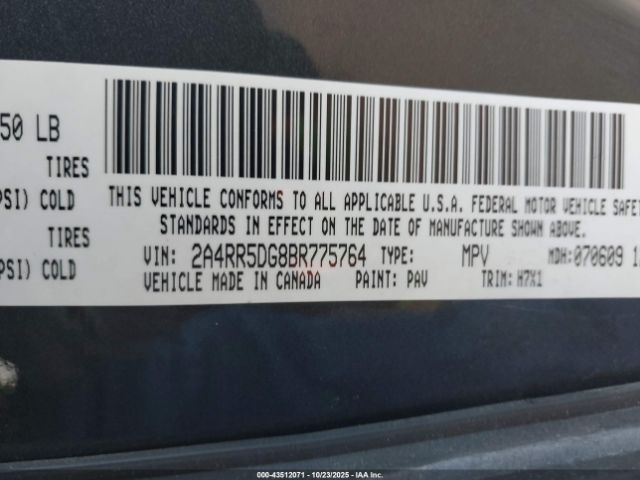 50 LB
TIRES
PSI) COLD
TIRES
PSI) COLD
THIS VEHICLE CONFORMS TO ALL APPLICABLE U.S.A. FEDERAL MOTOR VEHICLE SAFET
STANDARDS IN EFFECT ON THE DATE OF MANUFACTURE SHOWN ABOVE.
VIN: 2A4RR5DG8BR775764 TYPE: MPV MDH: 070609 1
VEHICLE MADE IN CANADA PAINT: PAV TRIM: H7X1
000-43512071 | 10/23/2025 | IAA Inc.